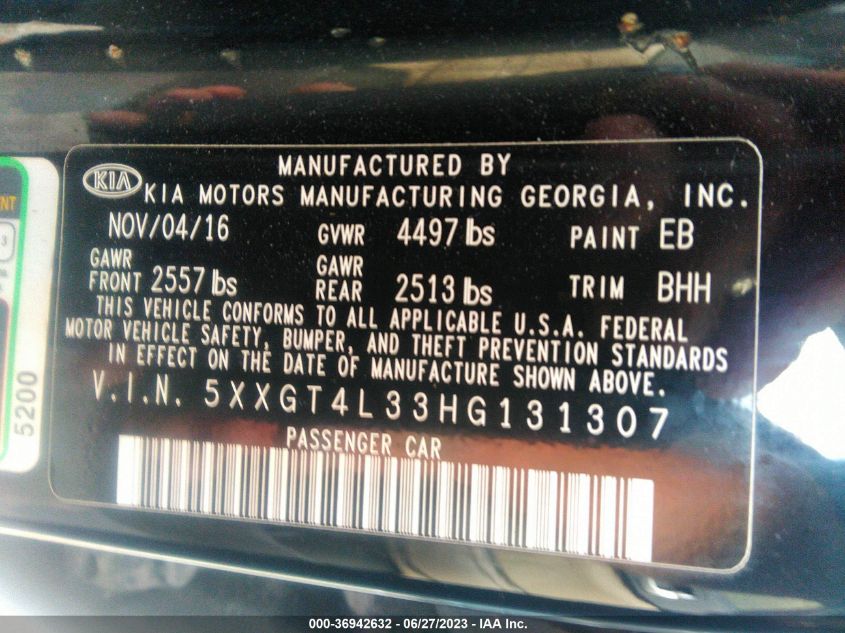 MANUFACTURED BY
KIA KIA MOTORS MANUFACTURING GEORGIA, INC.
NOV/04/16 GVWR 4497 lbs PAINT EB
GAWR FRONT 2557 lbs GAWR REAR 2513 lbs TRIM BHH
THIS VEHICLE CONFORMS TO ALL APPLICABLE U.S.A. FEDERAL
MOTOR VEHICLE SAFETY, BUMPER, AND THEFT PREVENTION STANDARDS
IN EFFECT ON THE DATE OF MANUFACTURE SHOWN ABOVE.
V.I.N. 5XXGT4L33HG131307
PASSENGER CAR
5200
000-36942632 - 06/27/2023 - IAA Inc.